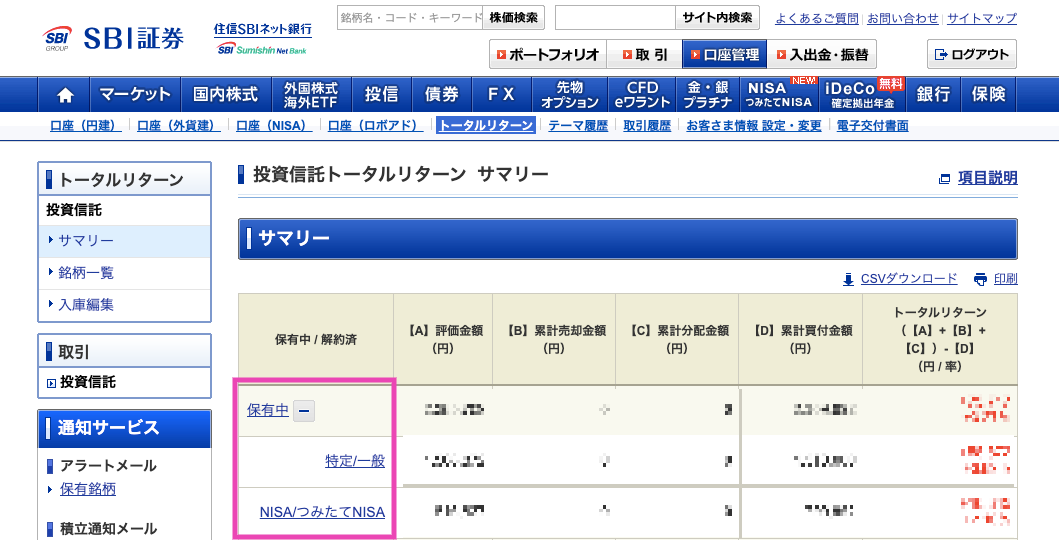 SBI GROUP SBI証券
住信SBIネット銀行
SBI Sumishin Net Bank
銘柄名・コード・キーワード 株価検索 サイト内検索
よくあるご質問 お問い合わせ サイトマップ
ポートフォリオ 取引 口座管理 入出金・振替 ログアウト
マーケット 国内株式 外国株式 海外ETF 投信 債券 FX 先物 オプション CFD eワラント 金・銀 プラチナ NISA つみたてNISA NEW! iDeCo 確定拠出年金 無料 銀行 保険
口座（円建） 口座（外貨建） 口座（NISA） 口座（ロボアド） トータルリターン テーマ履歴 取引履歴 お客さま情報 設定・変更 電子交付書面
トータルリターン
投資信託
サマリー
銘柄一覧
入庫編集
取引
投資信託
通知サービス
アラートメール
保有銘柄
積立通知メール
投資信託トータルリターン サマリー
項目説明
サマリー
CSVダウンロード 印刷
保有中 / 解約済
【A】評価金額
（円）
【B】累計売却金額
（円）
【C】累計分配金額
（円）
【D】累計買付金額
（円）
トータルリターン
（【A】+【B】+
【C】）-【D】
（円 / 率）
保有中
特定/一般
NISA/つみたてNISA